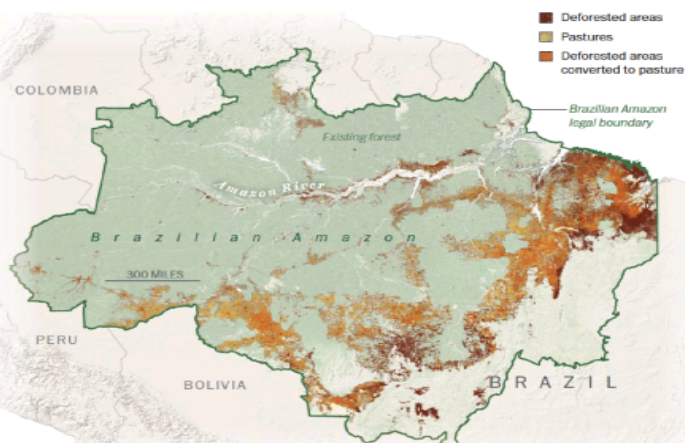 Deforested areas
Pastures
Deforested areas
converted to pasture
COLOMBIA
Brazilian Amazon
legal boundary
Existing forest
Amazon River
Brazilian Amazon
300 MILES
PERU
BOLIVIA
BRAZIL